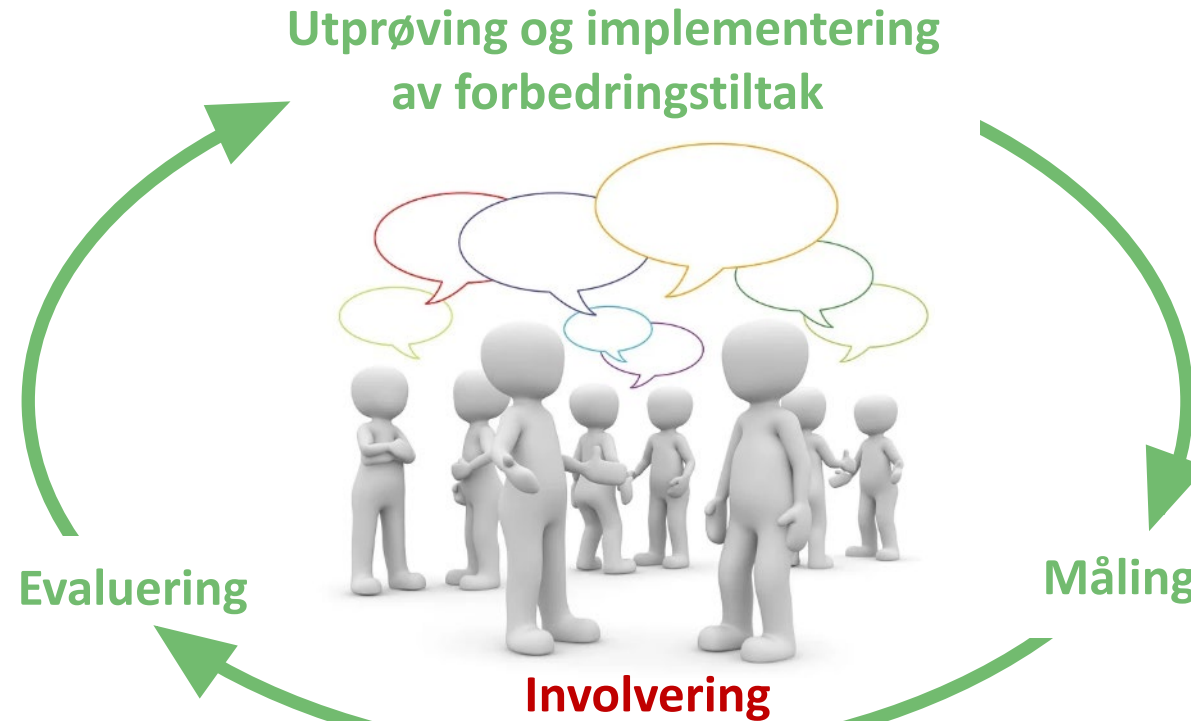 Utprøving og implementering
av forbedringstiltak
Evaluering
Måling
Involvering